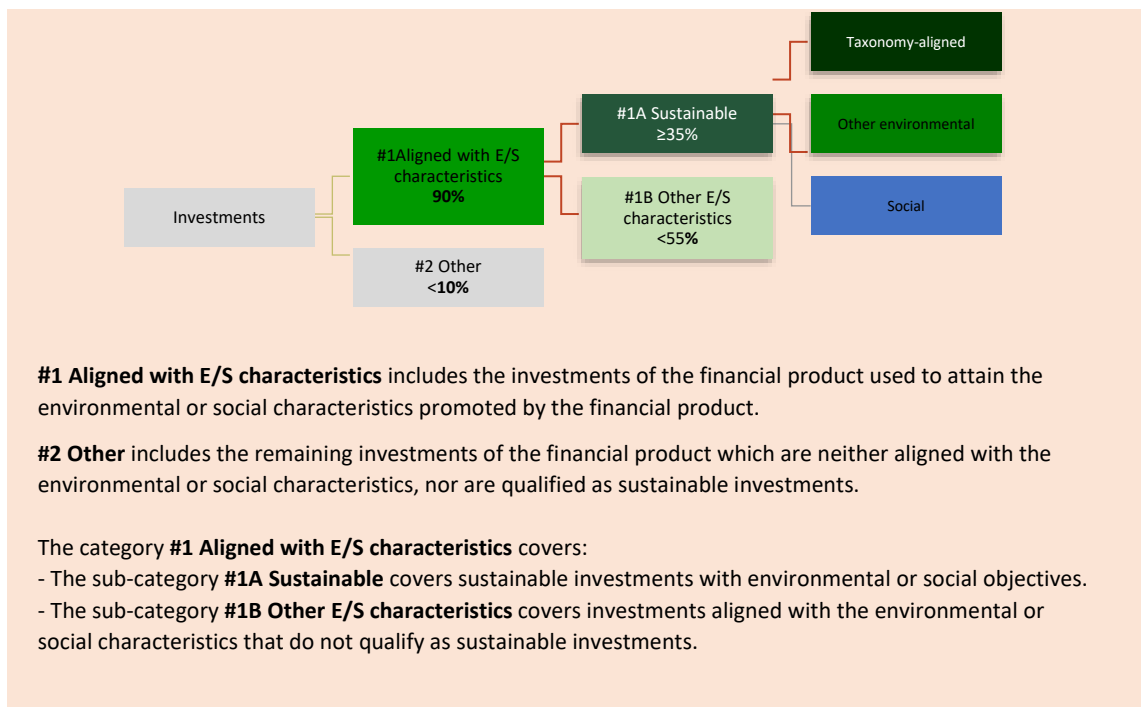 Taxonomy-aligned
#1A Sustainable
≥35%
Other environmental
#1Aligned with E/S
characteristics
90%
#1B Other E/S
characteristics
<55%
Social
Investments
#2 Other
<10%
#1 Aligned with E/S characteristics includes the investments of the financial product used to attain the
environmental or social characteristics promoted by the financial product.
#2 Other includes the remaining investments of the financial product which are neither aligned with the
environmental or social characteristics, nor are qualified as sustainable investments.
The category #1 Aligned with E/S characteristics covers:
- The sub-category #1A Sustainable covers sustainable investments with environmental or social objectives.
- The sub-category #1B Other E/S characteristics covers investments aligned with the environmental or
social characteristics that do not qualify as sustainable investments.